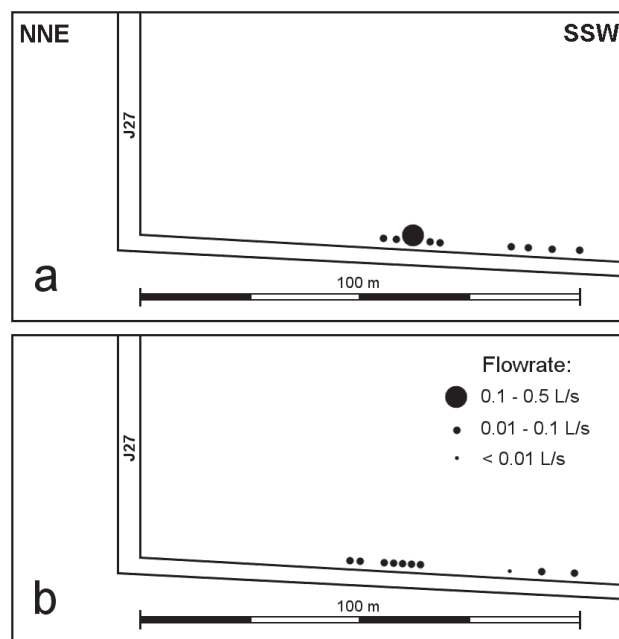 NNE SSW
J27
a
100 m
Flowrate:
0.1 - 0.5 L/s
0.01 - 0.1 L/s
< 0.01 L/s
J27
b
100 m